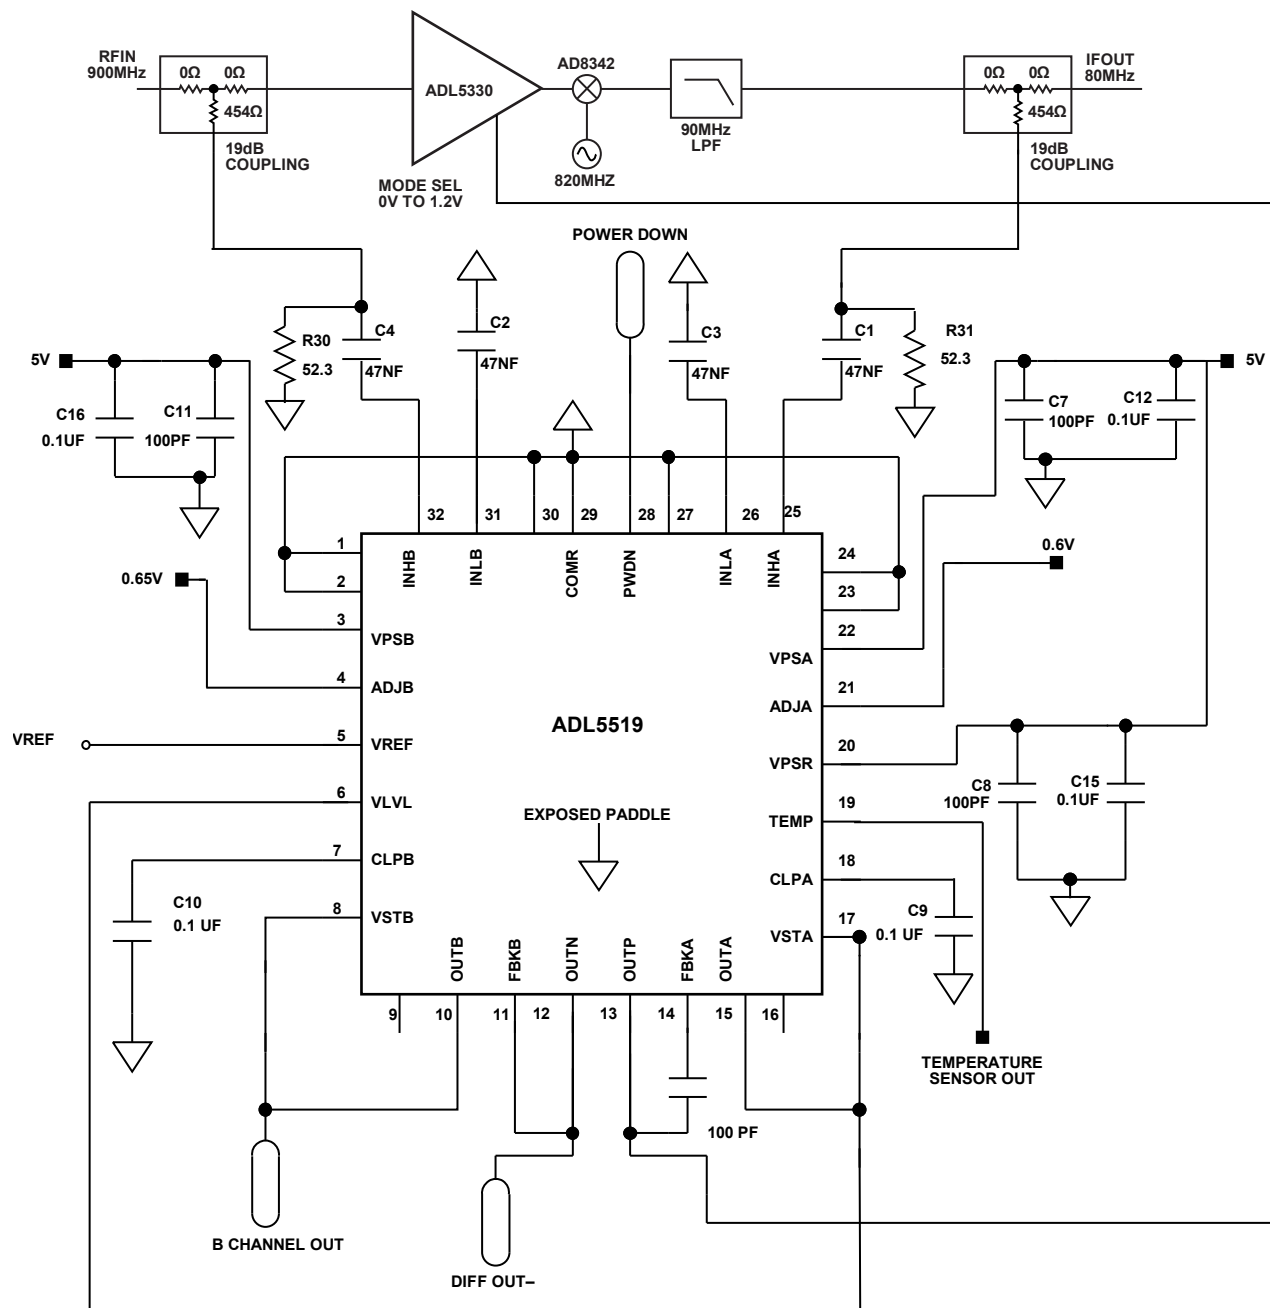 RFIN
900MHz
0Ω 0Ω
454Ω
19dB
COUPLING
ADL5330
MODE SEL
0V TO 1.2V
AD8342
820MHZ
90MHz
LPF
0Ω 0Ω
454Ω
19dB
COUPLING
IFOUT
80MHz
POWER DOWN
R30
52.3
C4
47NF
C2
47NF
C3
47NF
C1
47NF
R31
52.3
5V
C16
0.1UF
C11
100PF
5V
C7
100PF
C12
0.1UF
32 31 30 29 28 27 26 25
INHB INLB COMR PWDN INLA INHA
1
2
3
VPSB
4
ADJB
5
VREF
6
VLVL
7
CLPB
8
VSTB
0.65V
VREF
24
23
22
VPSA
21
ADJA
20
VPSR
19
TEMP
18
CLPA
17
VSTA
0.6V
ADL5519
EXPOSED PADDLE
C8
100PF
C15
0.1UF
C10
0.1 UF
C9
0.1 UF
OUTB FBKB OUTN OUTP FBKA OUTA
9 10 11 12 13 14 15 16
TEMPERATURE
SENSOR OUT
100 PF
B CHANNEL OUT
DIFF OUT–